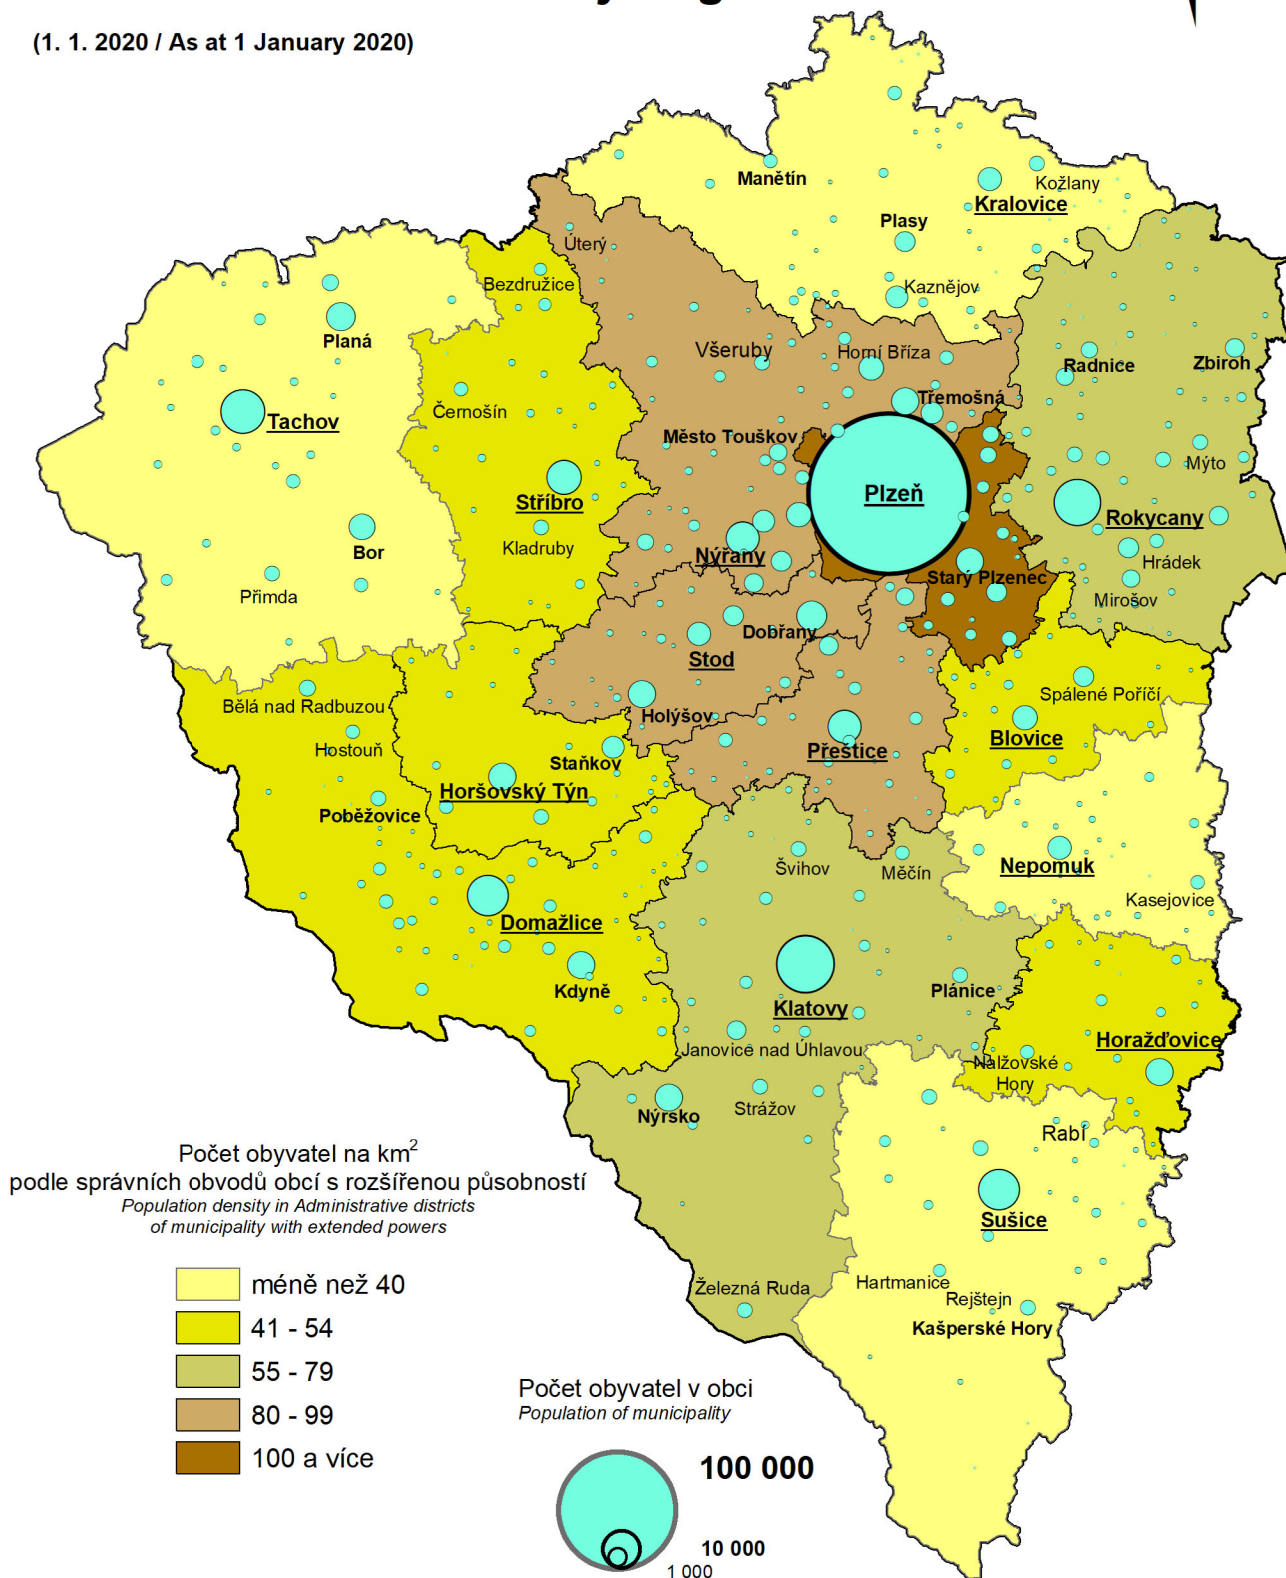 (1. 1. 2020 / As at 1 January 2020)
Manětín
Kožlany
Kralovice
Plasy
Úterý
Bezdružice
Kaznějov
Planá
Všeruby
Horní Bříza
Radnice
Zbiroh
Třemošná
Černošín
Tachov
Město Touškov
Mýto
Plzeň
Stříbro
Rokycany
Bor
Kladruby
Nýřany
Hrádek
Starý Plzenec
Přimda
Mirošov
Dobřany
Stod
Spálené Poříčí
Bělá nad Radbuzou
Holýšov
Blovice
Hostouň
Přeštice
Staňkov
Horšovský Týn
Poběžovice
Švihov
Měčín
Nepomuk
Kasejovice
Domažlice
Kdyně
Plánice
Klatovy
Horažďovice
Janovice nad Úhlavou
Nalžovské
Hory
Nýrsko
Strážov
Rabí
Sušice
Hartmanice
Železná Ruda
Rejštejn
Kašperské Hory
Počet obyvatel na km2
podle správních obvodů obcí s rozšířenou působností
Population density in Administrative districts
of municipality with extended powers
méně než 40
41 - 54
55 - 79
80 - 99
100 a více
Počet obyvatel v obci
Population of municipality
100 000
10 000
1 000